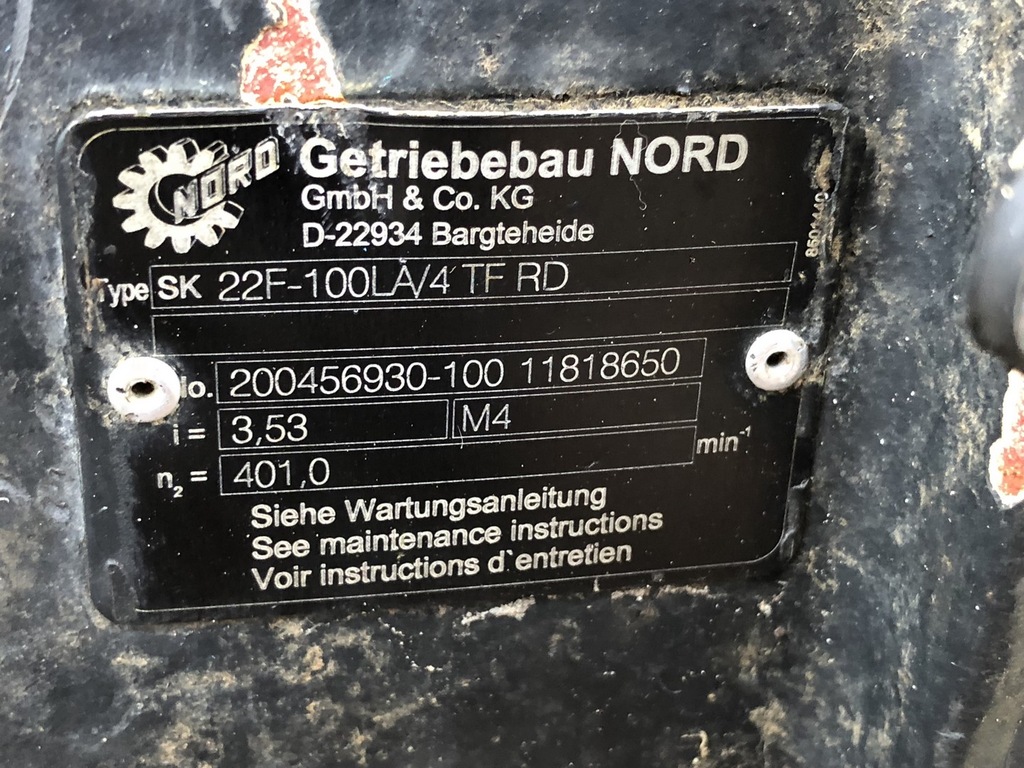 NORD
Getriebebau NORD
GmbH & Co. KG
D-22934 Bargteheide
Type SK 22F-100LA/4 TF RD
No. 200456930-100 11818650
i = 3,53 M4
n₂ = 401,0 min⁻¹
Siehe Wartungsanleitung
See maintenance instructions
Voir instructions d`entretien